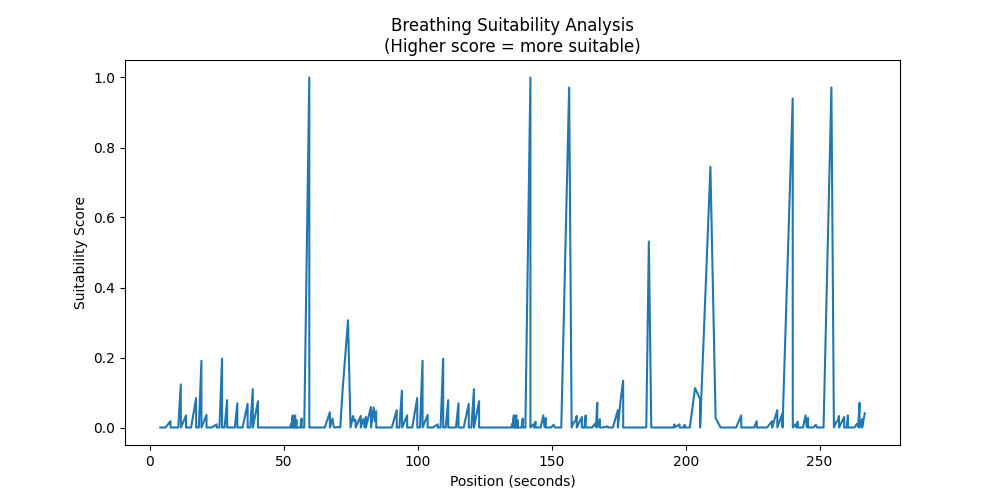 Breathing Suitability Analysis
(Higher score = more suitable)
1.0
0.8
0.6
0.4
0.2
0.0
Suitability Score
0 50 100 150 200 250
Position (seconds)